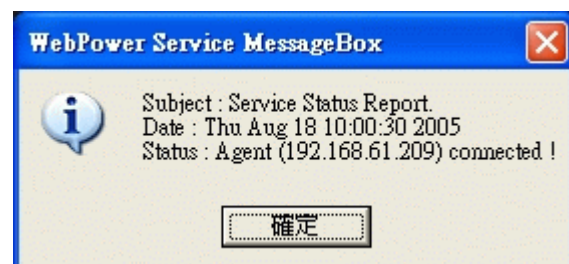 WebPower Service MessageBox
Subject : Service Status Report.
Date : Thu Aug 18 10:00:30 2005
Status : Agent (192.168.61.209) connected !
確定